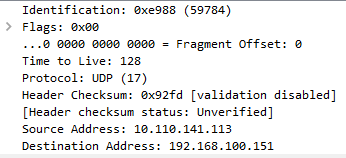 Identification: 0xe988 (59784)
Flags: 0x00
...0 0000 0000 0000 = Fragment Offset: 0
Time to Live: 128
Protocol: UDP (17)
Header Checksum: 0x92fd [validation disabled]
[Header checksum status: Unverified]
Source Address: 10.110.141.113
Destination Address: 192.168.100.151